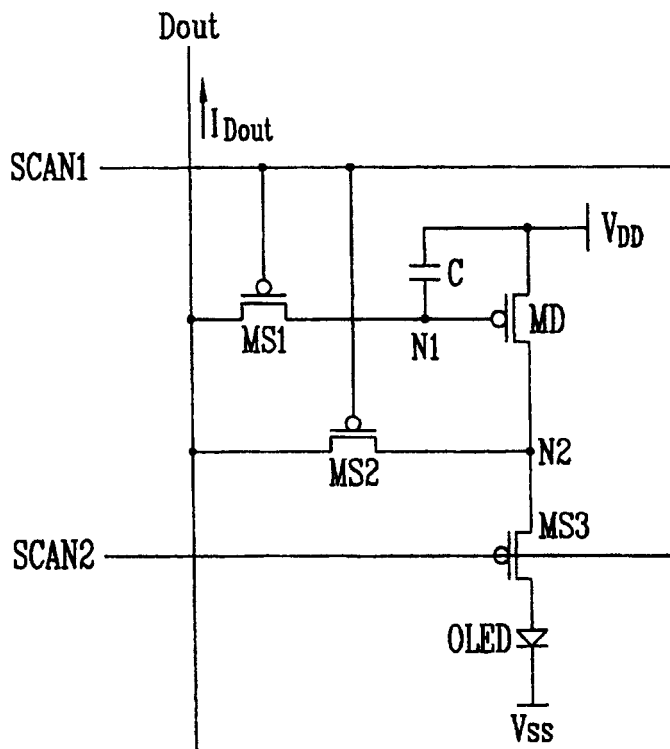 Dout
IDout
SCAN1
VDD
C
MS1
N1
MD
MS2
N2
MS3
SCAN2
OLED
Vss